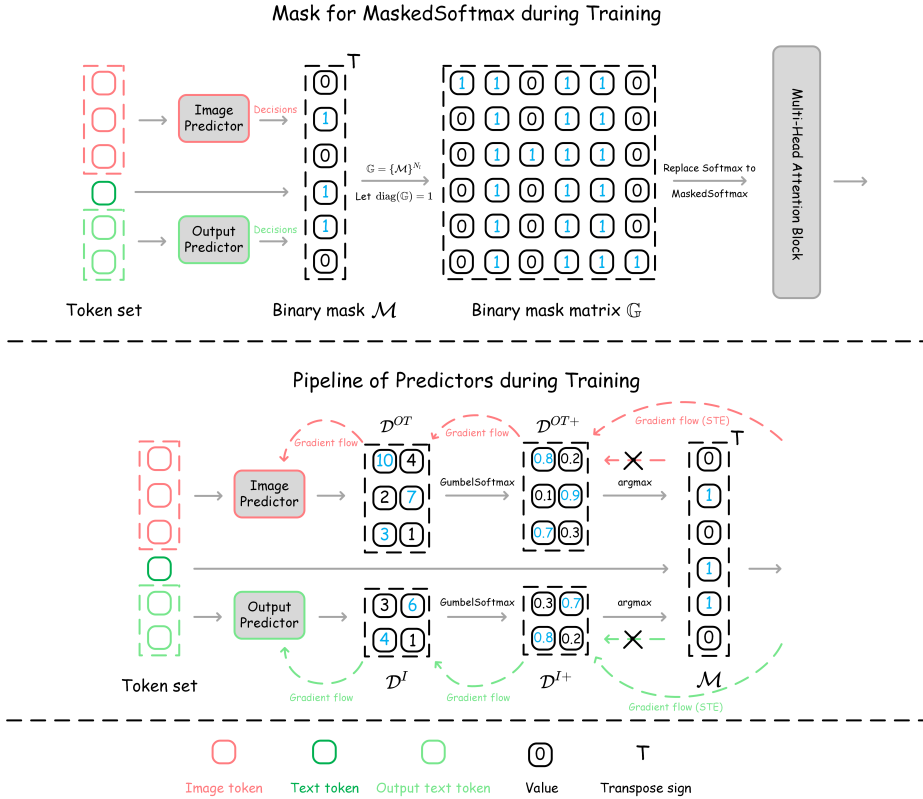 Mask for MaskedSoftmax during Training
T
Image
Predictor
Decisions
Output
Predictor
Decisions
0
1
0
1
1
0
𝔾 = {ℳ}^{N_l}
Let diag(𝔾) = 1
1 1 0 1 1 0
0 1 0 1 1 0
0 1 1 1 1 0
0 1 0 1 1 0
0 1 0 1 1 0
0 1 0 1 1 1
Replace Softmax to
MaskedSoftmax
Multi-Head Attention Block
Token set
Binary mask ℳ
Binary mask matrix 𝔾
Pipeline of Predictors during Training
Gradient flow
𝒟^{OT}
Gradient flow
𝒟^{OT+}
Gradient flow (STE)
T
Image
Predictor
10 4
2 7
3 1
GumbelSoftmax
0.8 0.2
0.1 0.9
0.7 0.3
argmax
0
1
0
1
1
0
Output
Predictor
3 6
4 1
GumbelSoftmax
0.3 0.7
0.8 0.2
argmax
Token set
Gradient flow
𝒟^{I}
Gradient flow
𝒟^{I+}
Gradient flow (STE)
ℳ
0
T
Image token
Text token
Output text token
Value
Transpose sign